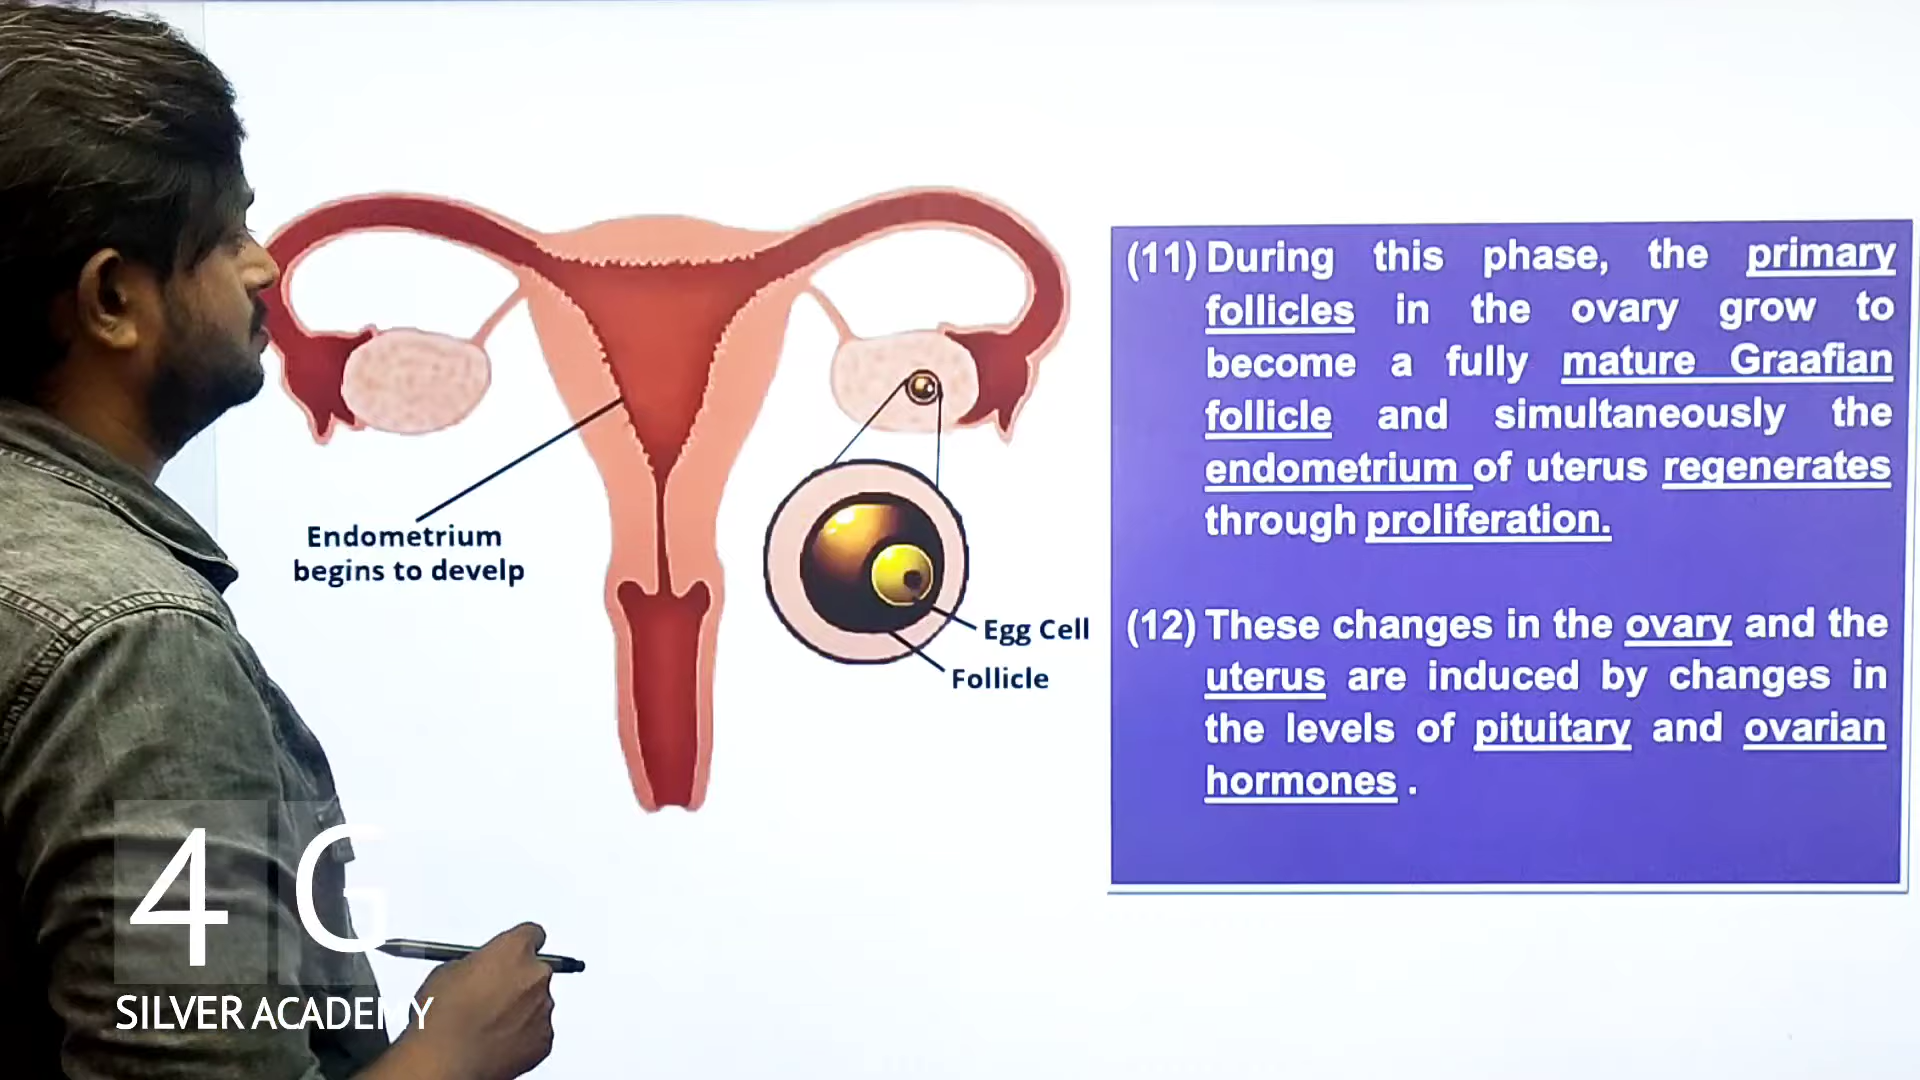 (11) During this phase, the primary
follicles in the ovary grow to
become a fully mature Graafian
follicle and simultaneously the
endometrium of uterus regenerates
through proliferation.
(12) These changes in the ovary and the
uterus are induced by changes in
the levels of pituitary and ovarian
hormones .
Endometrium
begins to develp
Egg Cell
Follicle
4 G
SILVER ACADEMY